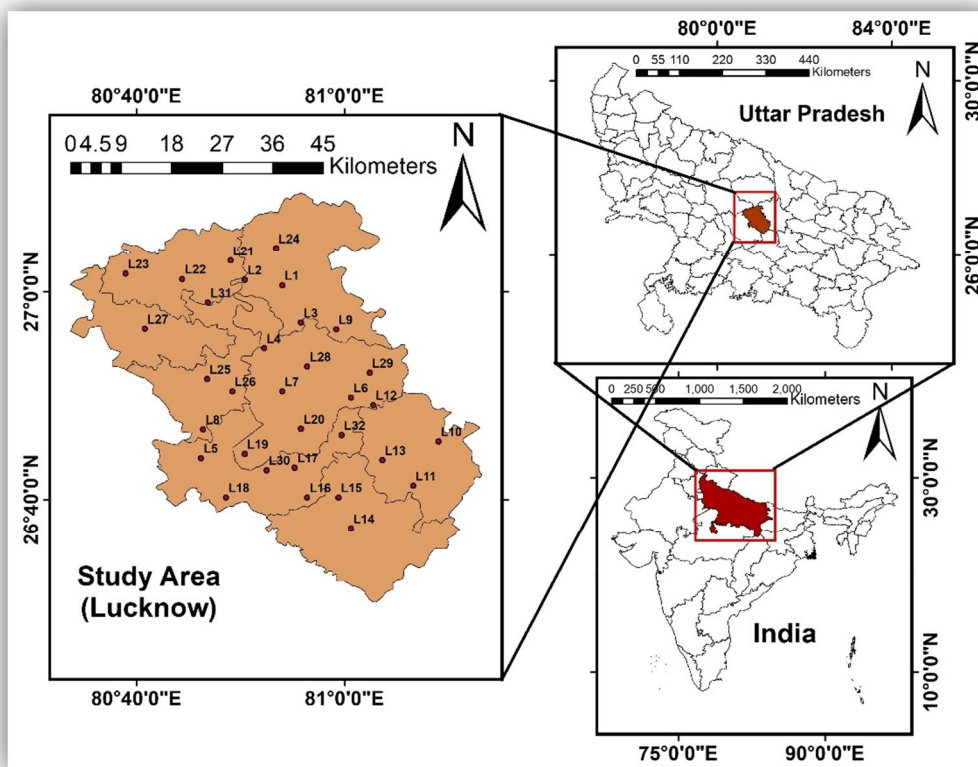 80°40'0"E 81°0'0"E
0 4.5 9 18 27 36 45
Kilometers
N
27°0'0"N
26°40'0"N
L24
L21
L23
L22
L2
L1
L31
L27
L3
L9
L4
L28
L29
L25
L26
L7
L6
L12
L8
L20
L32
L10
L5
L19
L30
L17
L13
L11
L18
L16
L15
L14
Study Area
(Lucknow)
80°40'0"E 81°0'0"E
80°0'0"E 84°0'0"E
0 55 110 220 330 440
Kilometers
N
Uttar Pradesh
30°0'0"N
26°0'0"N
0 250 500 1,000 1,500 2,000
Kilometers
N
30°0'0"N
India
10°0'0"N
75°0'0"E 90°0'0"E